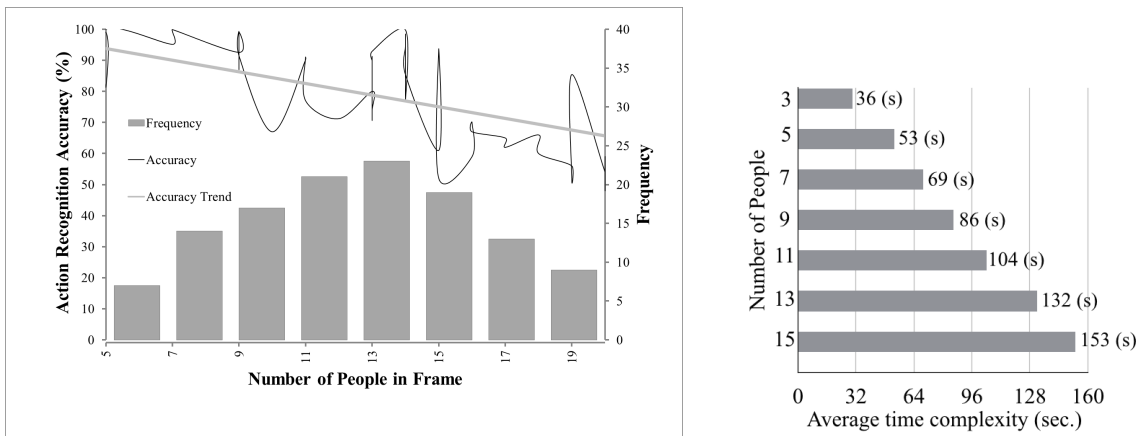 Action Recognition Accuracy (%)
100
90
80
70
60
50
40
30
20
10
0
Frequency
Accuracy
Accuracy Trend
40
35
30
25
20
15
10
5
0
Frequency
5 7 9 11 13 15 17 19
Number of People in Frame
Number of People
3 36 (s)
5 53 (s)
7 69 (s)
9 86 (s)
11 104 (s)
13 132 (s)
15 153 (s)
0 32 64 96 128 160
Average time complexity (sec.)